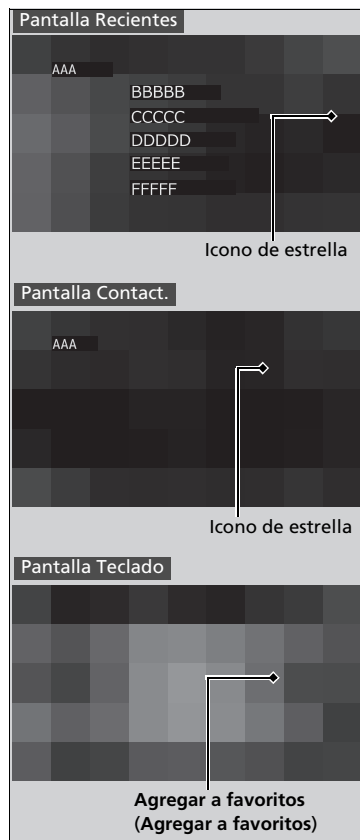 Pantalla Recientes
AAA
BBBBB
CCCCC
DDDDD
EEEEE
FFFFF
Icono de estrella
Pantalla Contact.
AAA
Icono de estrella
Pantalla Teclado
Agregar a favoritos
(Agregar a favoritos)